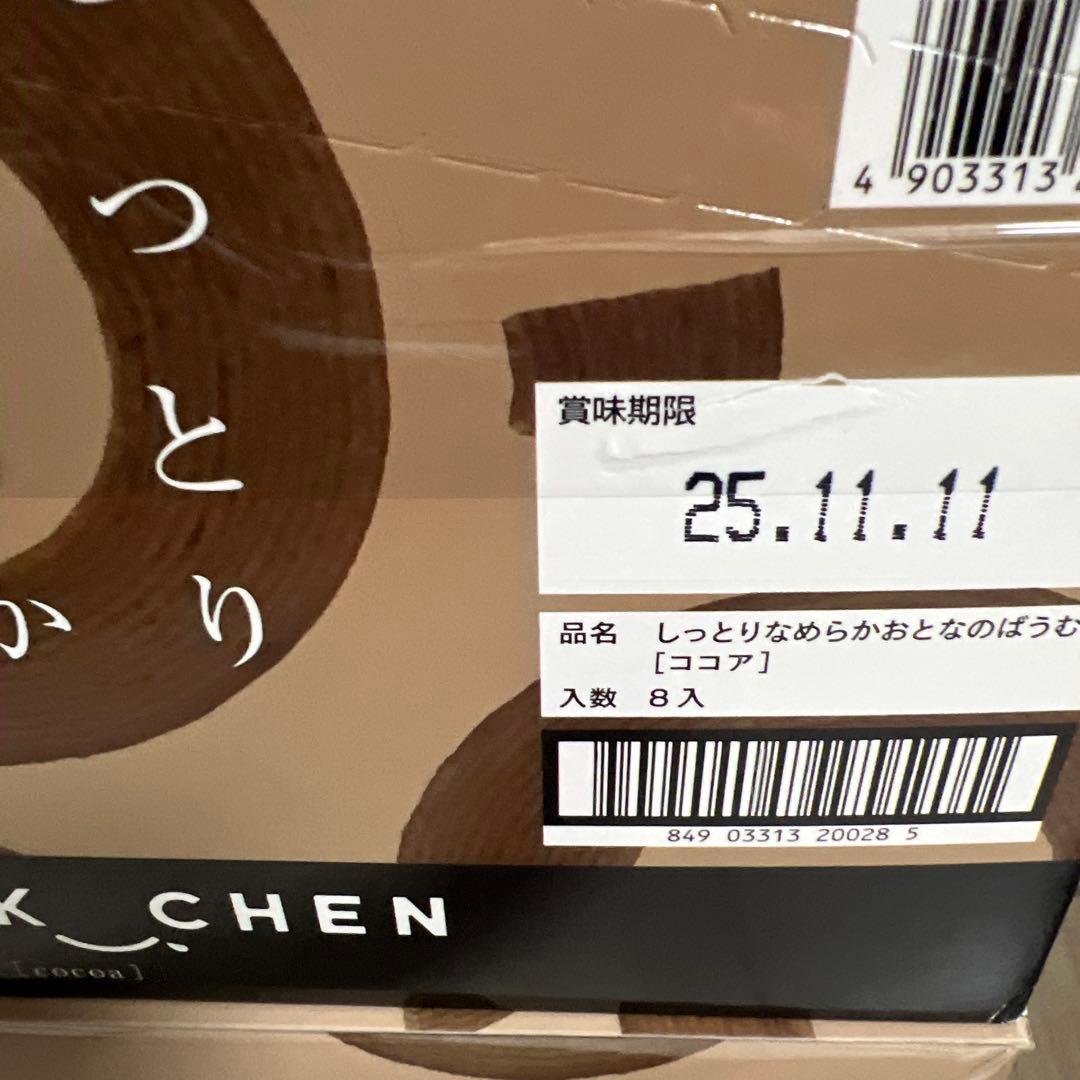 っとり
か
4 903313
賞味期限
25.11.11
品名 しっとりなめらかおとなのばうむ
[ココア]
入数 8入
849 03313 20028 5
K CHEN
[cocoa]